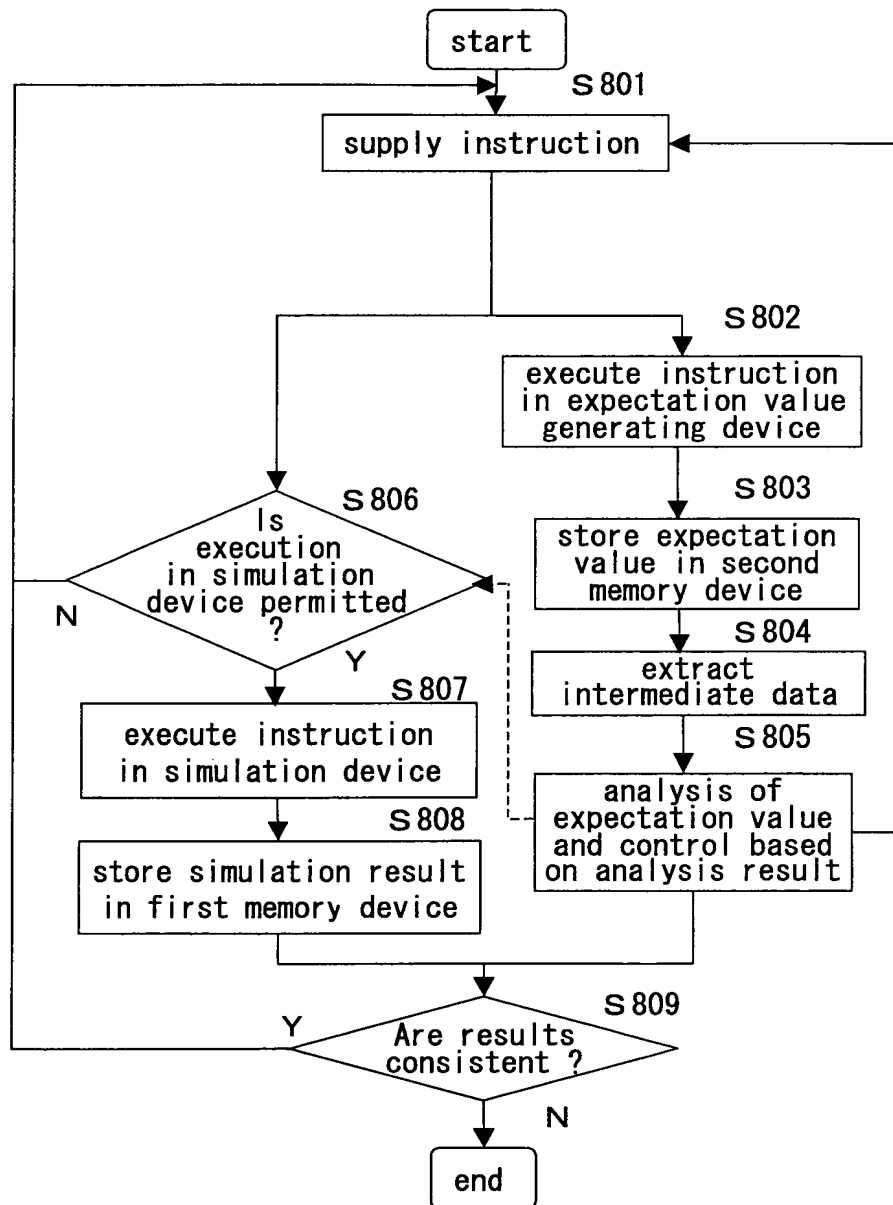 start
S801
supply instruction
S802
execute instruction
in expectation value
generating device
S803
store expectation
value in second
memory device
S804
extract
intermediate data
S805
analysis of
expectation value
and control based
on analysis result
S806
Is
execution
in simulation
device permitted
?
N
Y
S807
execute instruction
in simulation device
S808
store simulation result
in first memory device
S809
Are results
consistent ?
Y
N
end